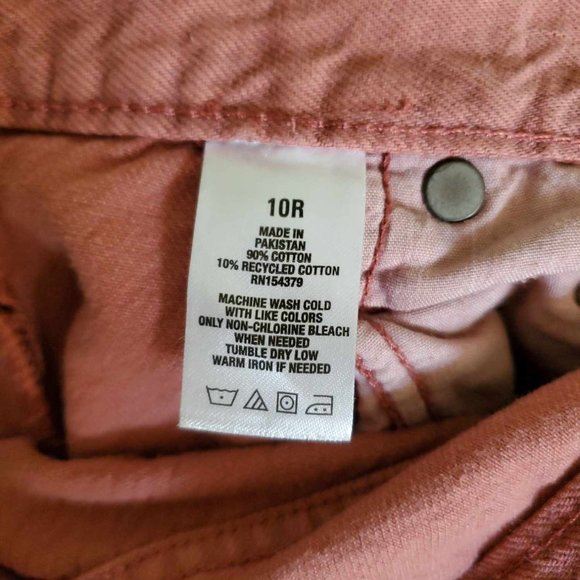 10R
MADE IN
PAKISTAN
90% COTTON
10% RECYCLED COTTON
RN154379
MACHINE WASH COLD
WITH LIKE COLORS
ONLY NON-CHLORINE BLEACH
WHEN NEEDED
TUMBLE DRY LOW
WARM IRON IF NEEDED